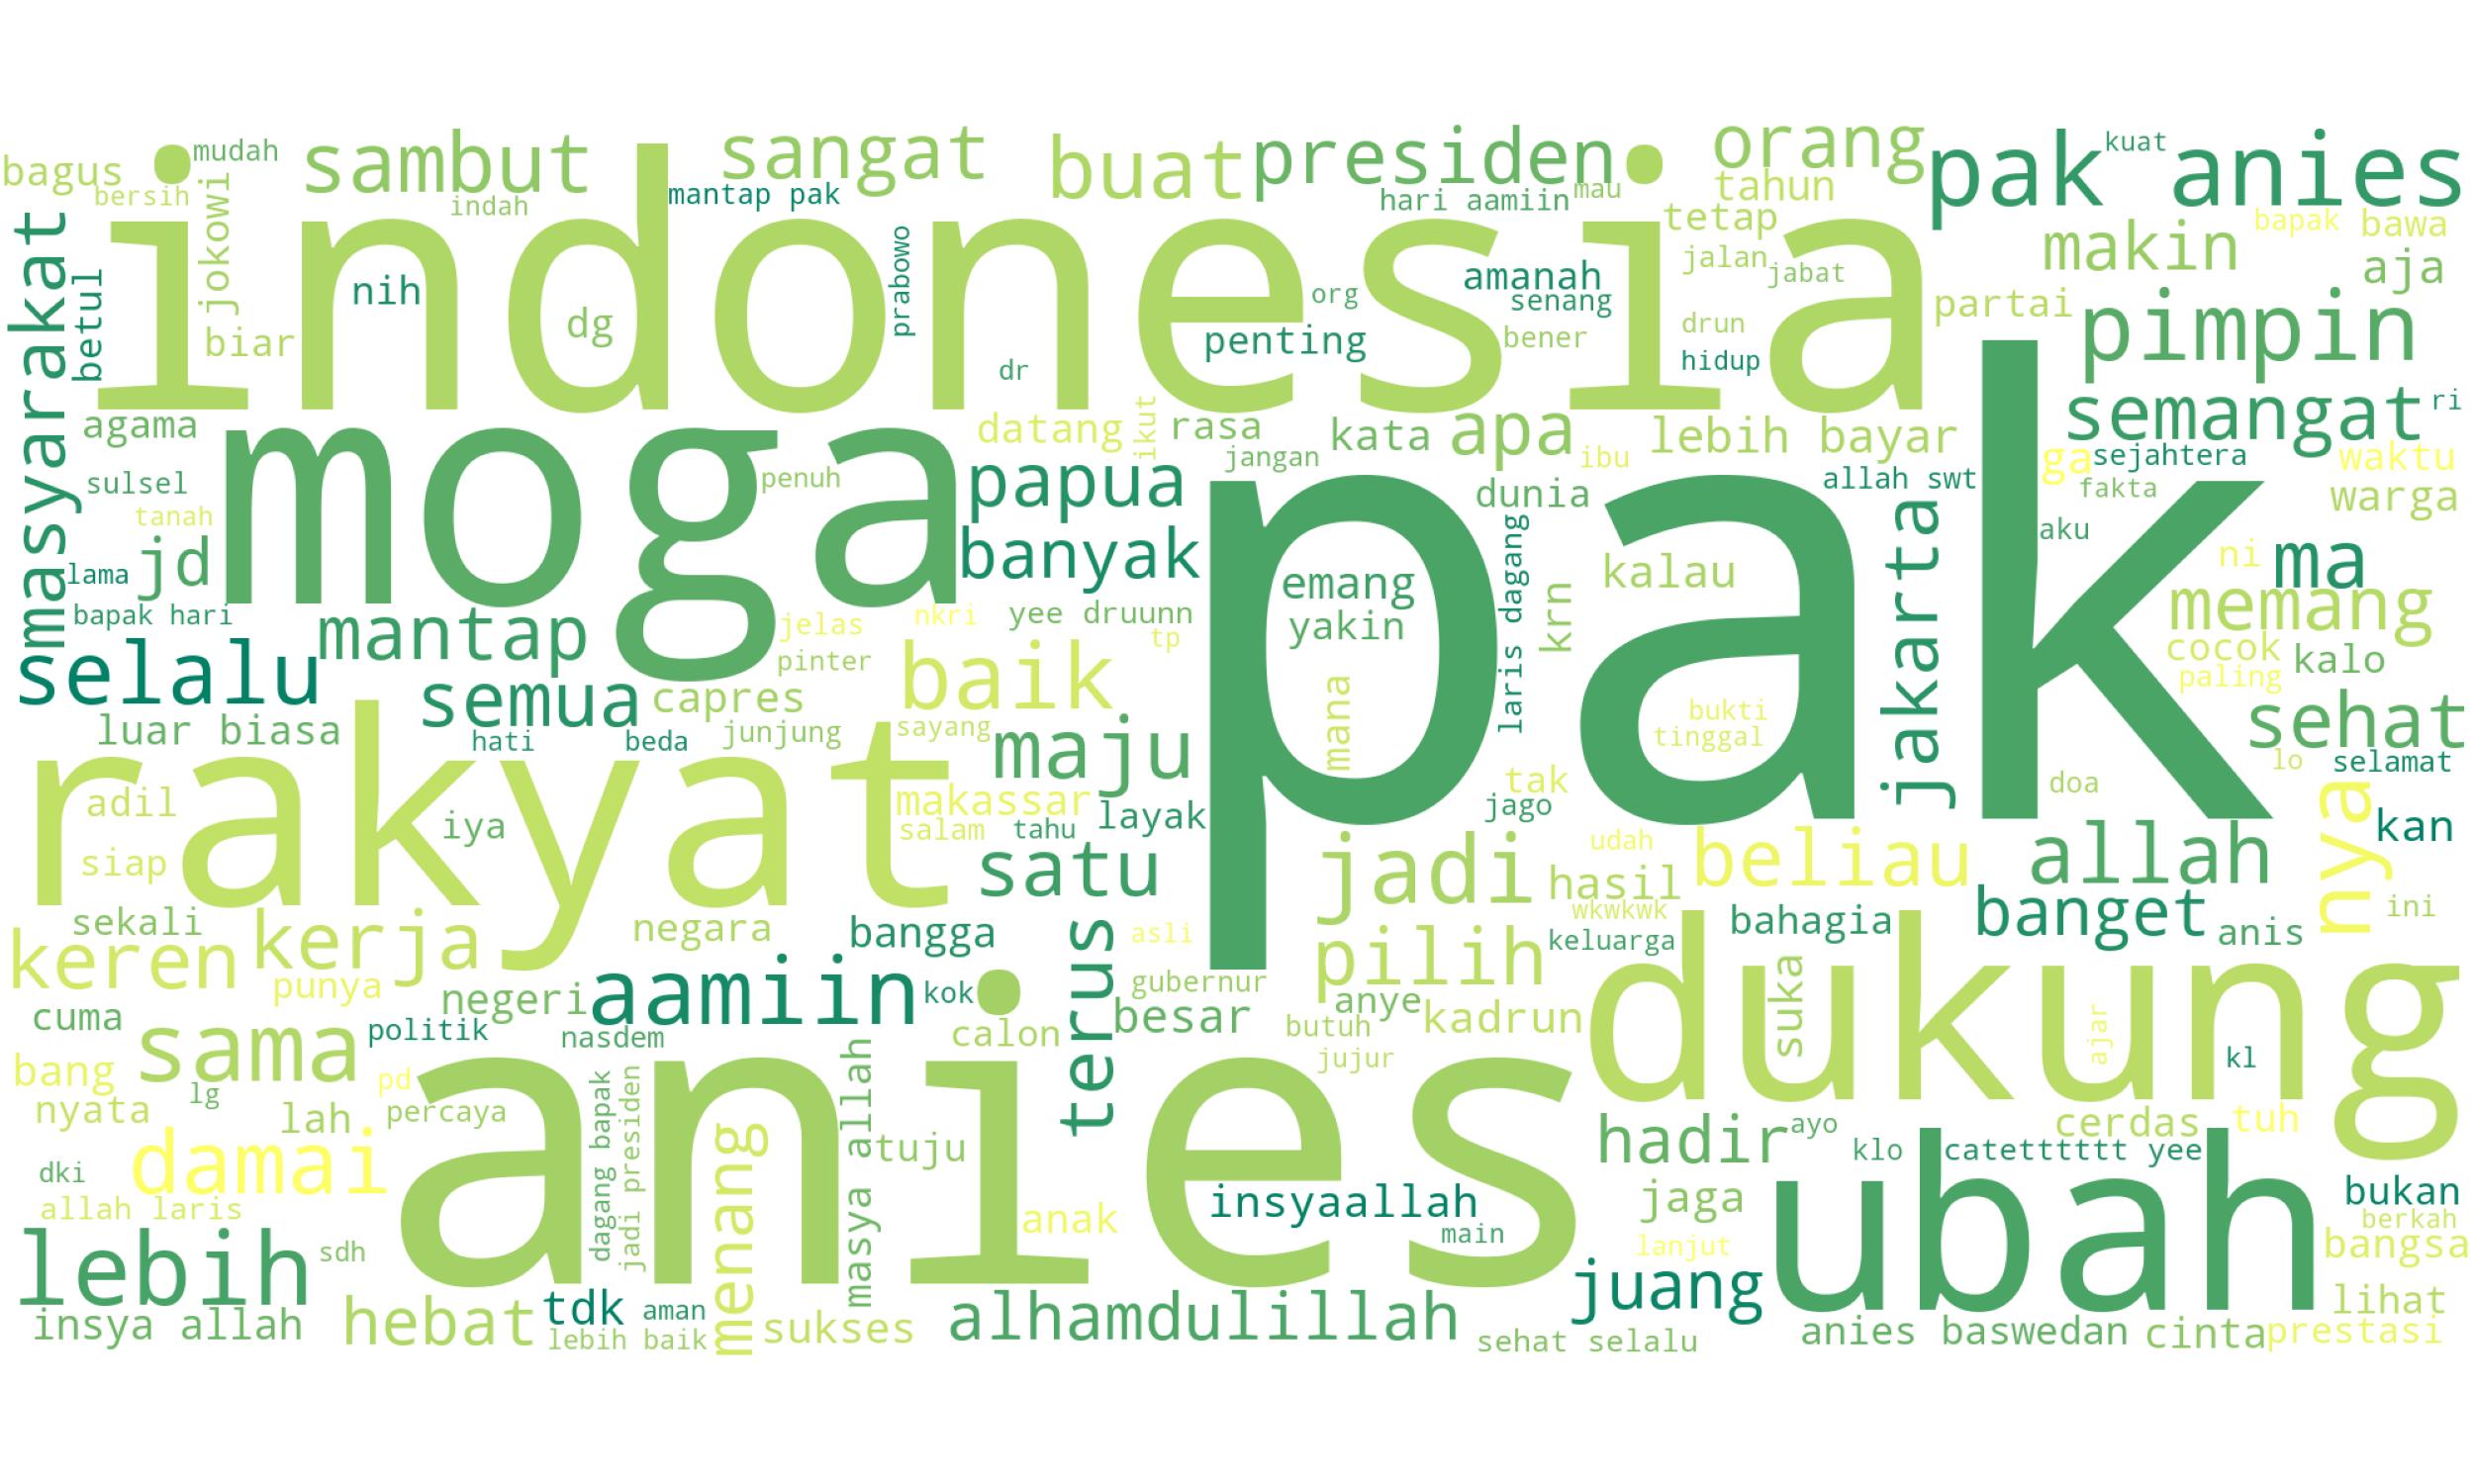 bagus
mudah
bersih
sambut
indah
sangat
mantap pak
buat
presiden
hari aamiin
mau
orang
tahun
pak anies
kuat
masyarakat
betul
jokowi
biar
indonesia
nih
dg
prabowo
dr
org
penting
amanah
senang
bener
tetap
jalan
jabat
drun
hidup
makin
bapak
bawa
aja
partai
pimpin
agama
sulsel
tanah
lama
jd
bapak hari
moga
penuh
datang
ikut
rasa
jangan
kata
apa
ibu
lebih bayar
semangat
ri
papua
banyak
dunia
allah swt
ga
sejahtera
fakta
waktu
warga
pak
emang
yakin
laris dagang
krn
kalau
jakarta
aku
ni
ma
memang
cocok
kalo
paling
selalu
mantap
semua
jelas
pinter
nkri
yee druunn
tp
baik
capres
luar biasa
hati
beda
junjung
sayang
maju
mana
bukti
tinggal
sehat
lo
selamat
doa
rakyat
adil
iya
siap
makassar
salam
tahu
layak
tak
jago
satu
jadi
udah
hasil
wkwkwk
beliau
allah
nya
kan
sekali
keren
kerja
negara
bangga
asli
terus
pilih
keluarga
bahagia
banget
anis
ini
punya
negeri
aamiin
kok
gubernur
besar
anye
butuh
jujur
kadrun
dukung
suka
ajar
kl
cuma
sama
politik
nasdem
calon
bang
lg
pd
nyata
lah
percaya
anies
dagang bapak
jadi presiden
menang
masya allah
tuju
anak
insyaallah
main
hadir
ayo
klo
catetttttt yee
cerdas
tuh
dki
damai
allah laris
jaga
lanjut
ubah
bukan
berkah
bangsa
lebih
sdh
insya allah
hebat
tdk
aman
lebih baik
sukses
alhamdulillah
sehat selalu
juang
anies baswedan
cinta
lihat
prestasi